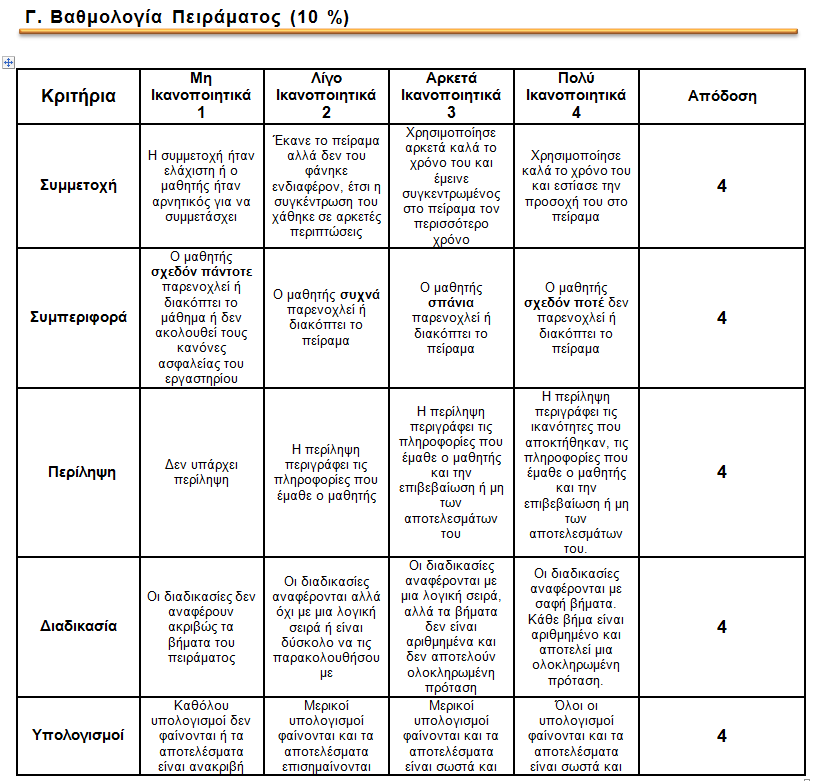 Γ. Βαθμολογία Πειράματος (10 %)
Κριτήρια
Μη
Ικανοποιητικά
1
Λίγο
Ικανοποιητικά
2
Αρκετά
Ικανοποιητικά
3
Πολύ
Ικανοποιητικά
4
Απόδοση
Συμμετοχή
Η συμμετοχή ήταν
ελάχιστη ή ο
μαθητής ήταν
αρνητικός για να
συμμετάσχει
Έκανε το πείραμα
αλλά δεν του
φάνηκε
ενδιαφέρον, έτσι η
συγκέντρωση του
χάθηκε σε αρκετές
περιπτώσεις
Χρησιμοποίησε
αρκετά καλά το
χρόνο του και
έμεινε
συγκεντρωμένος
στο πείραμα τον
περισσότερο
χρόνο
Χρησιμοποίησε
καλά το χρόνο του
και εστίασε την
προσοχή του στο
πείραμα
4
Συμπεριφορά
Ο μαθητής
σχεδόν πάντοτε
παρενοχλεί ή
διακόπτει το
μάθημα ή δεν
ακολουθεί τους
κανόνες
ασφαλείας του
εργαστηρίου
Ο μαθητής συχνά
παρενοχλεί ή
διακόπτει το
πείραμα
Ο μαθητής
σπάνια
παρενοχλεί ή
διακόπτει το
πείραμα
Ο μαθητής
σχεδόν ποτέ δεν
παρενοχλεί ή
διακόπτει το
πείραμα
4
Περίληψη
Δεν υπάρχει
περίληψη
Η περίληψη
περιγράφει τις
πληροφορίες που
έμαθε ο μαθητής
Η περίληψη
περιγράφει τις
πληροφορίες που
έμαθε ο μαθητής
και την
επιβεβαίωση ή μη
των
αποτελεσμάτων
του
Η περίληψη
περιγράφει τις
ικανότητες που
αποκτήθηκαν, τις
πληροφορίες που
έμαθε ο μαθητής
και την
επιβεβαίωση ή μη
των
αποτελεσμάτων
του.
4
Διαδικασία
Οι διαδικασίες δεν
αναφέρουν
ακριβώς τα
βήματα του
πειράματος
Οι διαδικασίες
αναφέρονται αλλά
όχι με μια λογική
σειρά ή είναι
δύσκολο να τις
παρακολουθήσου
με
Οι διαδικασίες
αναφέρονται με
μια λογική σειρά,
αλλά τα βήματα
δεν είναι
αριθμημένα και
δεν αποτελούν
ολοκληρωμένη
πρόταση
Οι διαδικασίες
αναφέρονται με
σαφή βήματα.
Κάθε βήμα είναι
αριθμημένο και
αποτελεί μια
ολοκληρωμένη
πρόταση.
4
Υπολογισμοί
Καθόλου
υπολογισμοί δεν
φαίνονται ή τα
αποτελέσματα
είναι ανακριβή
Μερικοί
υπολογισμοί
φαίνονται και τα
αποτελέσματα
επισημαίνονται
Μερικοί
υπολογισμοί
φαίνονται και τα
αποτελέσματα
είναι σωστά και
Όλοι οι
υπολογισμοί
φαίνονται και τα
αποτελέσματα
είναι σωστά και
4